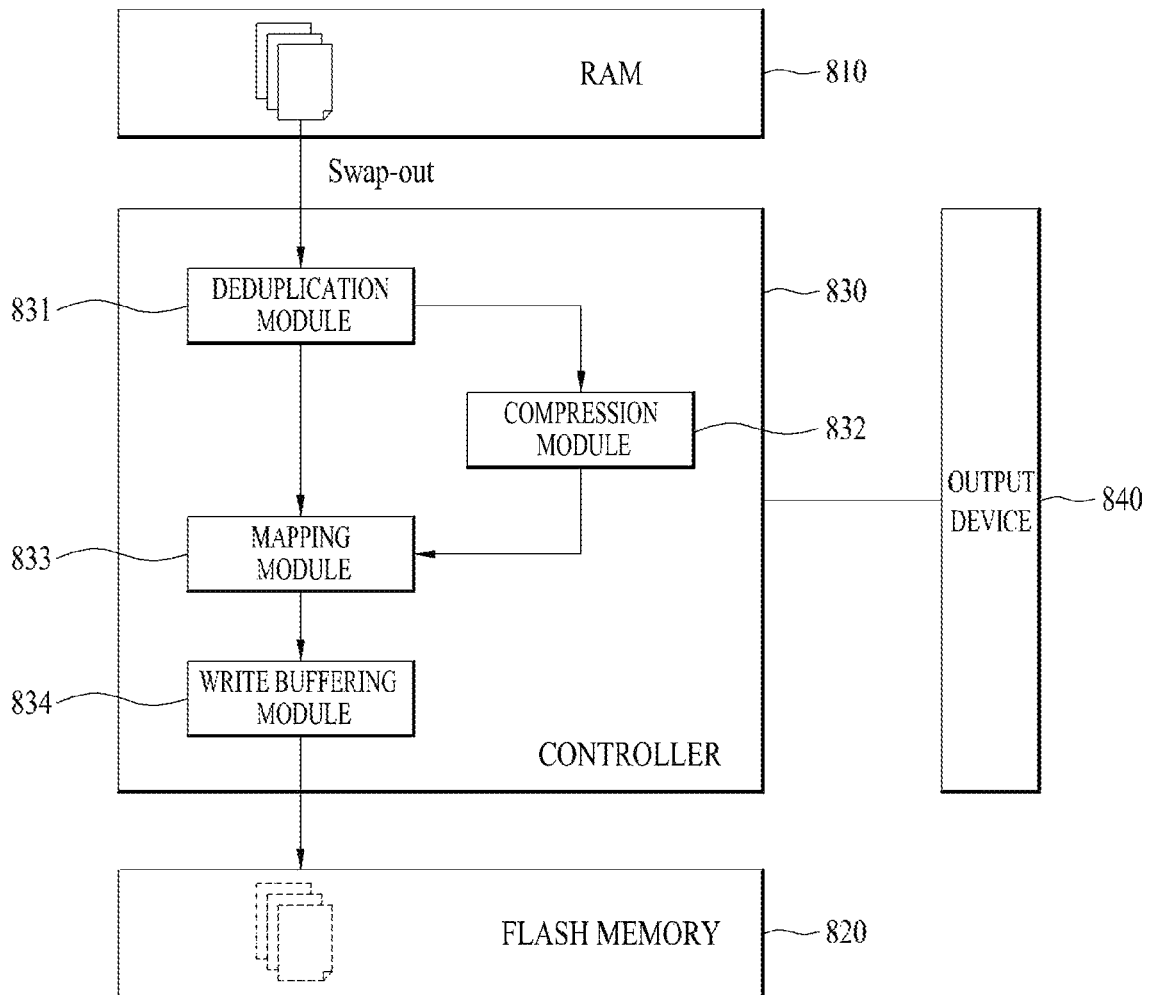 RAM
810
Swap-out
DEDUPLICATION
MODULE
831
830
COMPRESSION
MODULE
832
OUTPUT
DEVICE
840
MAPPING
MODULE
833
WRITE BUFFERING
MODULE
834
CONTROLLER
FLASH MEMORY
820